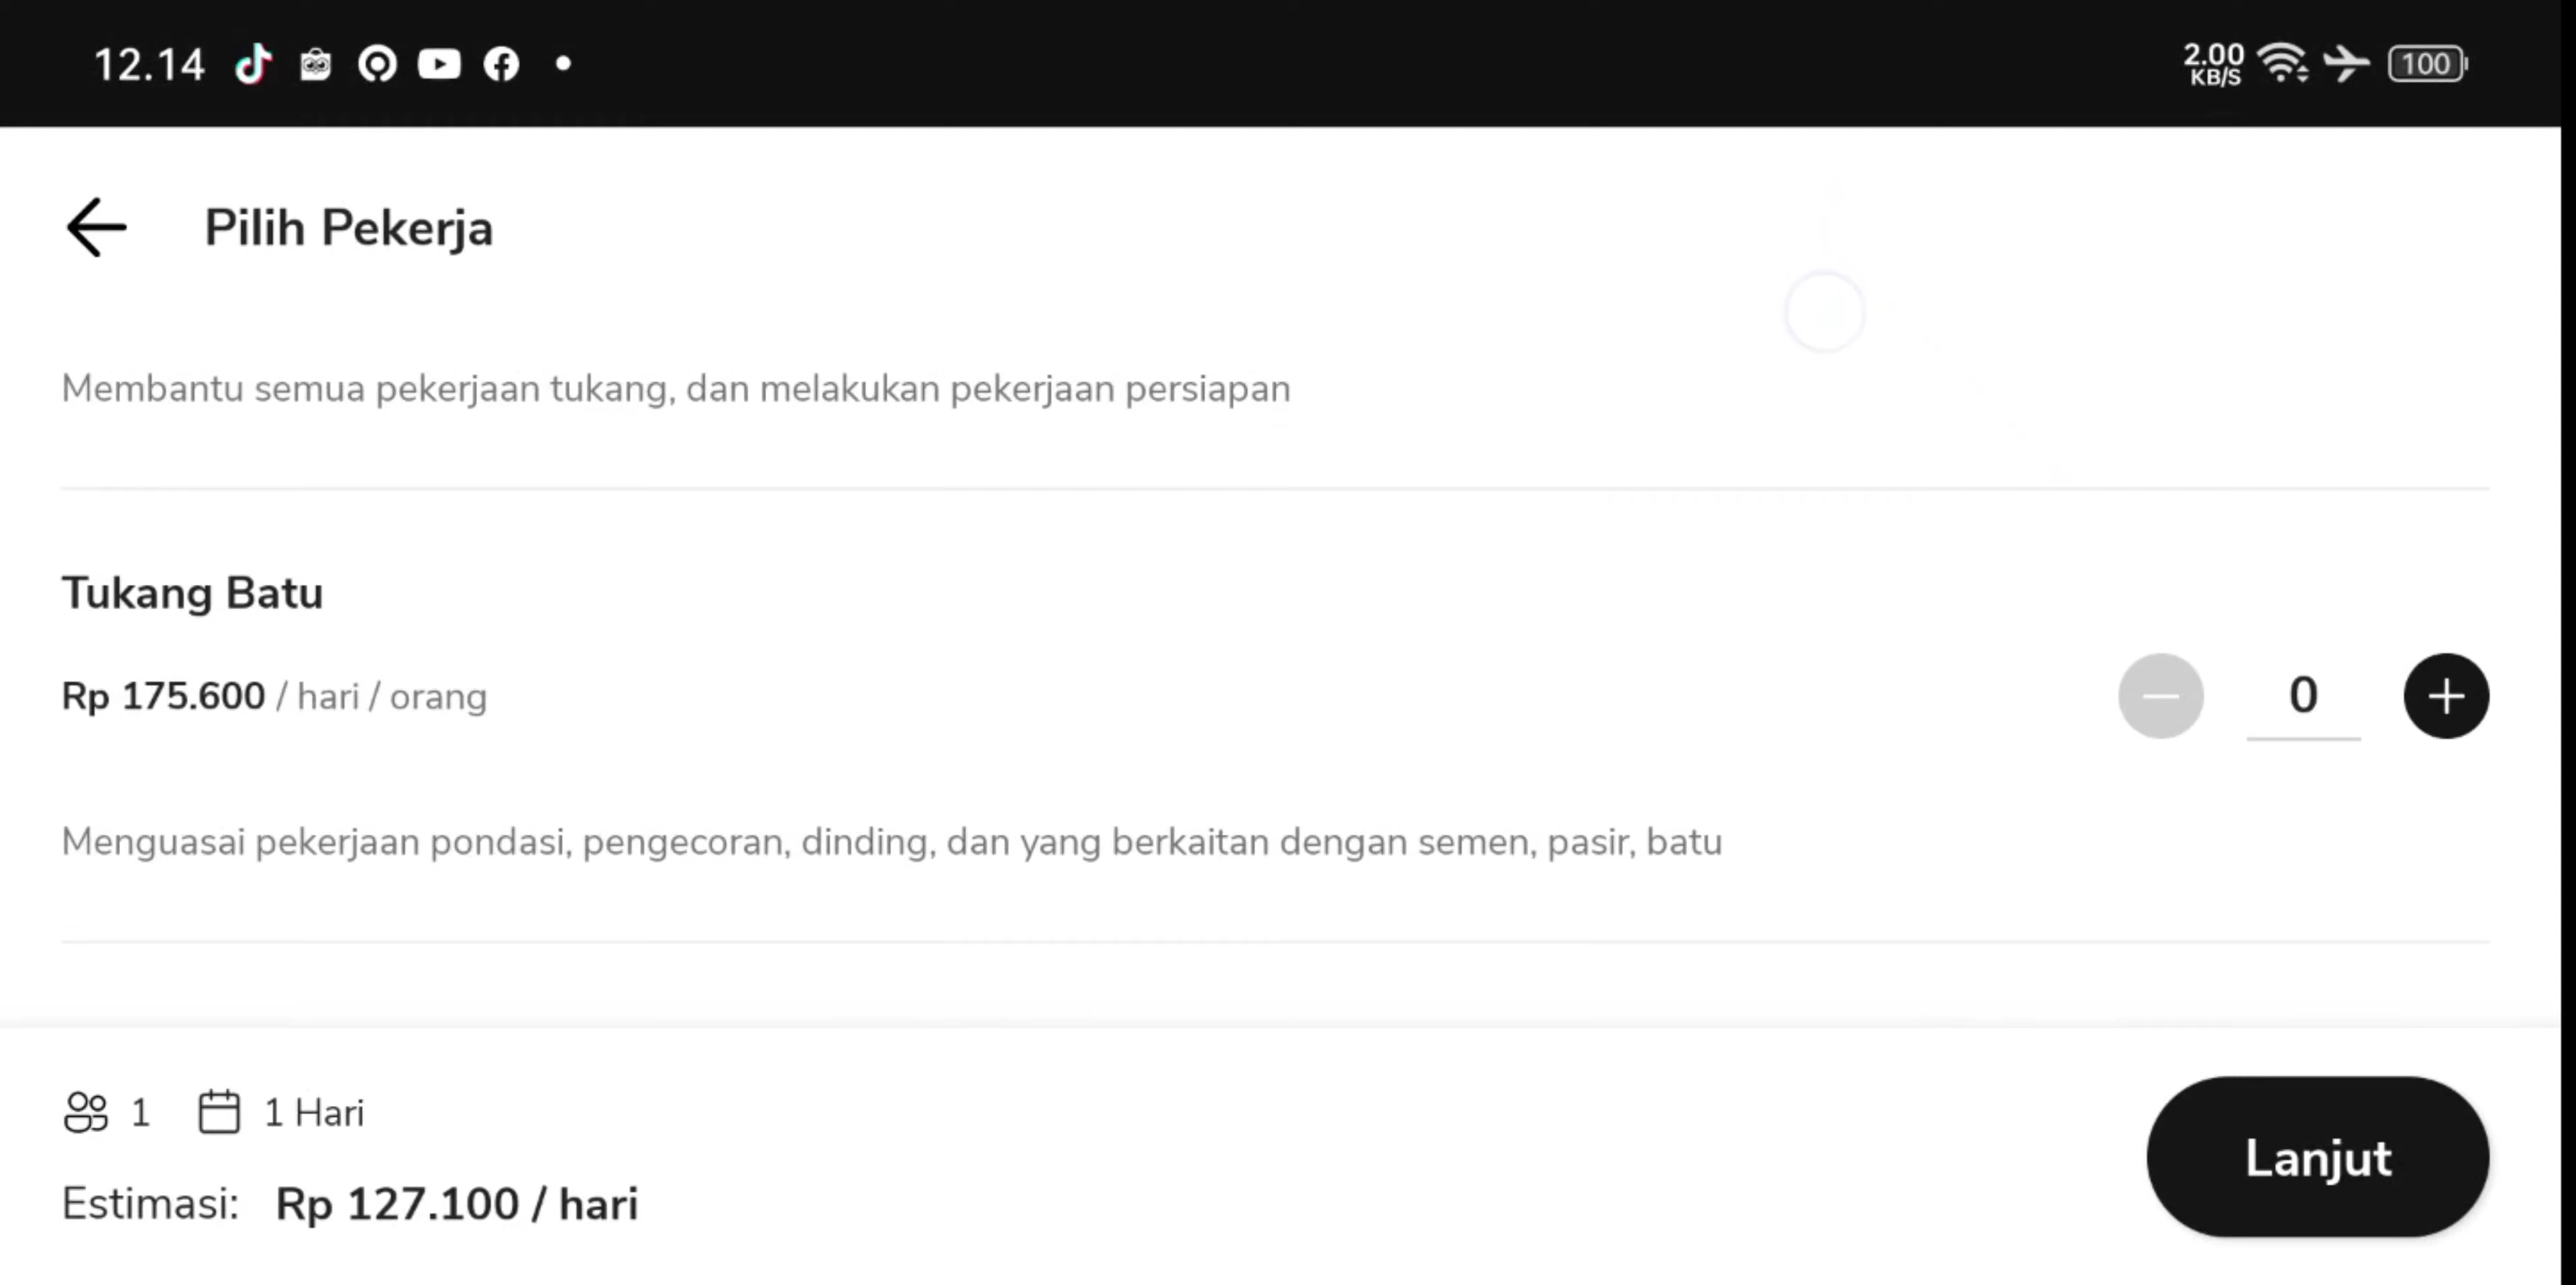 12.14
2.00
KB/S
100
Pilih Pekerja
Membantu semua pekerjaan tukang, dan melakukan pekerjaan persiapan
Tukang Batu
Rp 175.600 / hari / orang
0
Menguasai pekerjaan pondasi, pengecoran, dinding, dan yang berkaitan dengan semen, pasir, batu
1 1 Hari
Estimasi: Rp 127.100 / hari
Lanjut